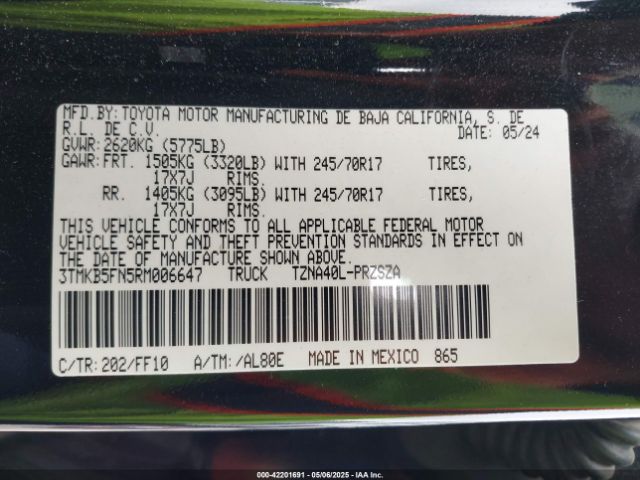 MFD.BY:TOYOTA MOTOR MANUFACTURING DE BAJA CALIFORNIA, S. DE
R.L. DE C.V. DATE: 05/24
GVWR:2620KG (5775LB)
GAWR:FRT. 1505KG (3320LB) WITH 245/70R17 TIRES,
17X7J RIMS.
RR. 1405KG (3095LB) WITH 245/70R17 TIRES,
17X7J RIMS.
THIS VEHICLE CONFORMS TO ALL APPLICABLE FEDERAL MOTOR
VEHICLE SAFETY AND THEFT PREVENTION STANDARDS IN EFFECT
ON THE DATE OF MANUFACTURE SHOWN ABOVE.
3TMKB5FN5RM006647 TRUCK TZNA40L-PRZSZA
C/TR:202/FF10 A/TM:/AL80E MADE IN MEXICO 865
000-42201691 - 05/06/2025 - IAAI.COM